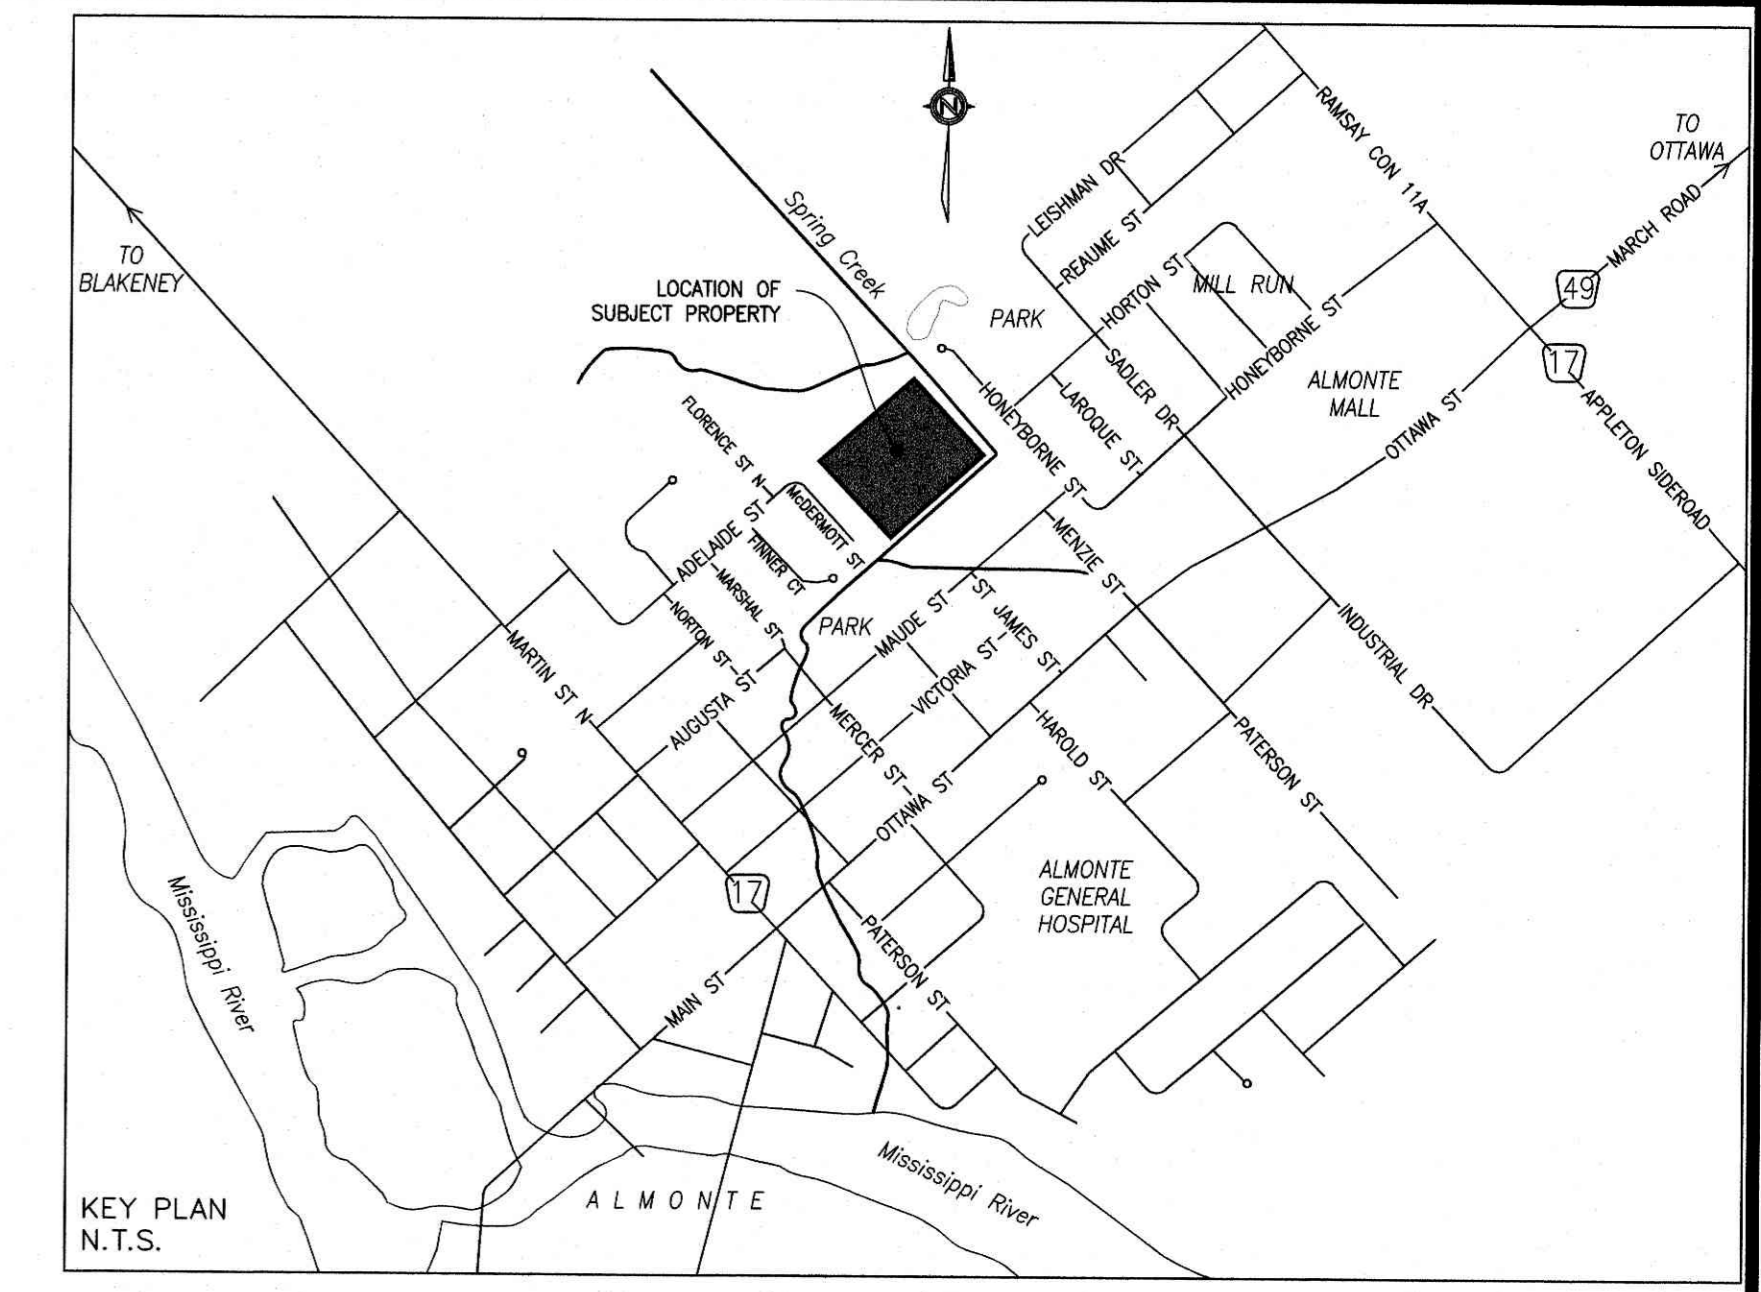 N
RAMSAY CON 11A
TO
OTTAWA
LEISHMAN DR
Spring Creek
REAUME ST
MARCH ROAD
TO
BLAKENEY
HORTON ST
MILL RUN
49
LOCATION OF
SUBJECT PROPERTY
PARK
SADLER DR
HONEYBORNE ST
17
ALMONTE
MALL
HONEYBORNE ST
LAROQUE ST
OTTAWA ST
APPLETON SIDEROAD
FLORENCE ST N
McDERMOTT ST
ADELAIDE ST
FINNER CT
MENZIE ST
MARSHAL ST
NORTON ST
PARK
MAUDE ST
ST JAMES ST
VICTORIA ST
INDUSTRIAL DR
MARTIN ST N
AUGUSTA ST
MERCER ST
HAROLD ST
PATERSON ST
OTTAWA ST
17
ALMONTE
GENERAL
HOSPITAL
Mississippi River
PATERSON ST
MAIN ST
Mississippi River
ALMONTE
KEY PLAN
N.T.S.